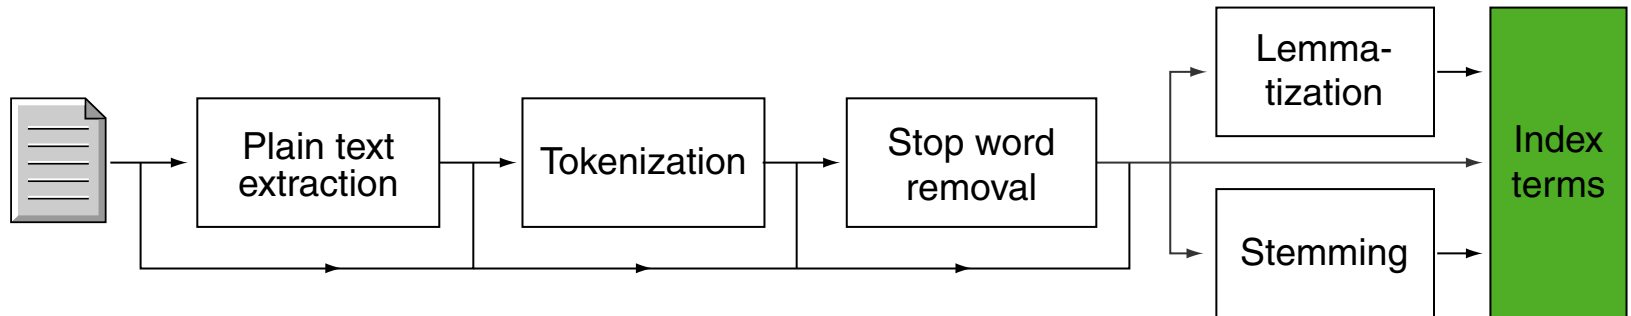 Plain text
extraction
Tokenization
Stop word
removal
Lemma-
tization
Stemming
Index
terms